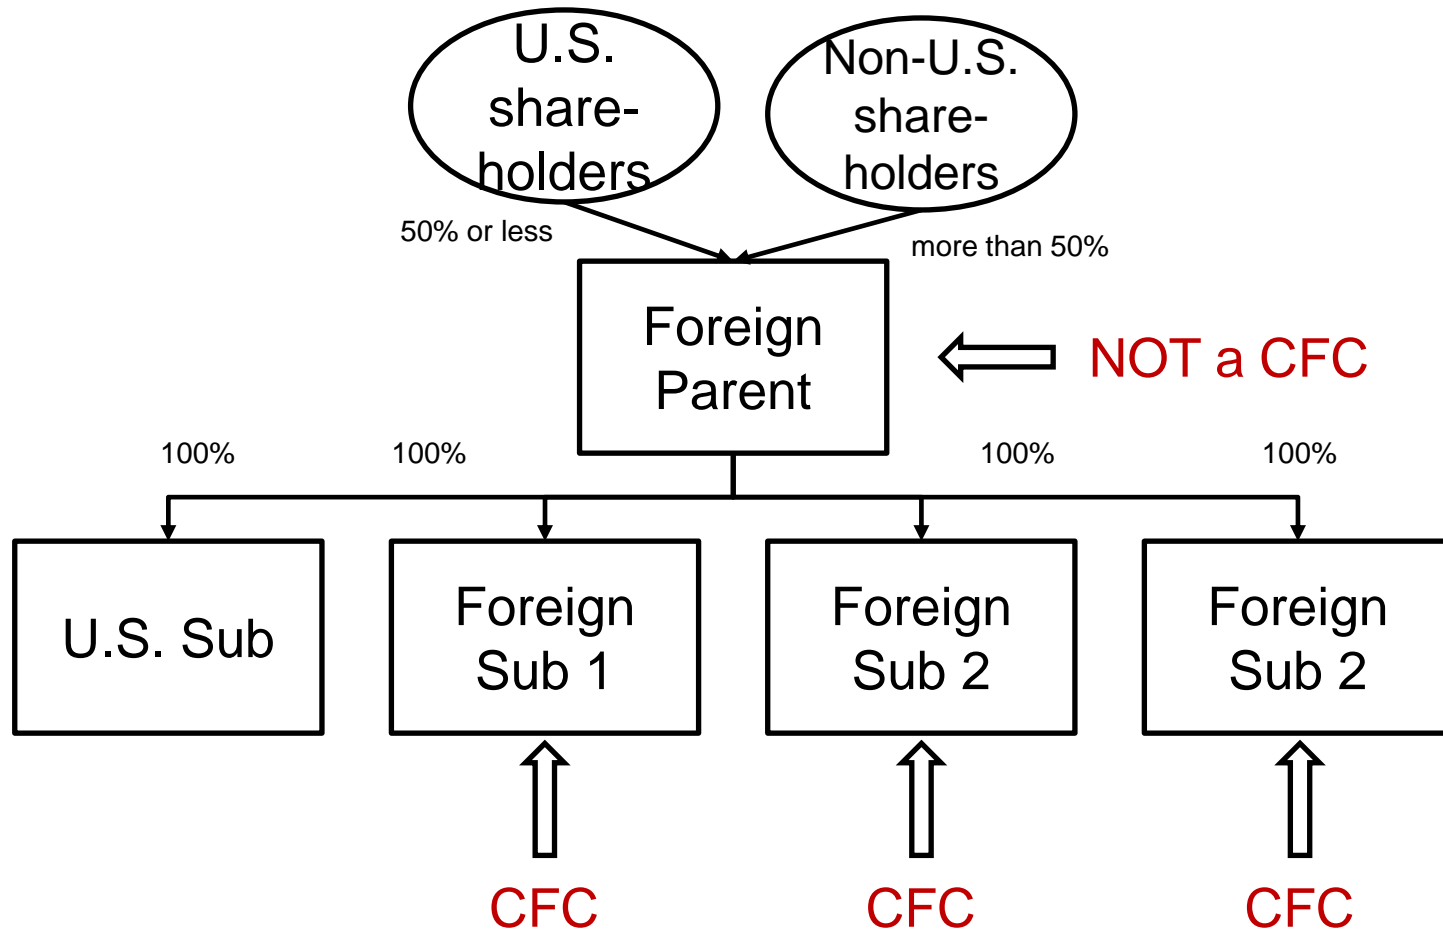 U.S.
share-
holders
Non-U.S.
share-
holders
50% or less
more than 50%
Foreign
Parent
NOT a CFC
100%
100%
100%
100%
U.S. Sub
Foreign
Sub 1
Foreign
Sub 2
Foreign
Sub 2
CFC
CFC
CFC